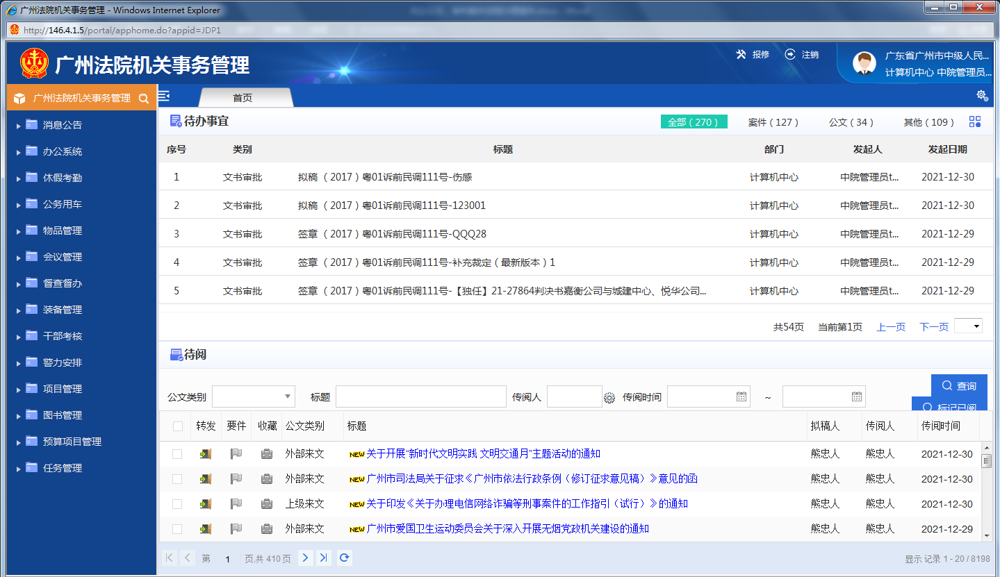 广州法院机关事务管理 - Windows Internet Explorer
http://146.4.1.5/portal/apphome.do?appid=JDP1
广州法院机关事务管理
报修 注销
广东省广州市中级人民...
计算机中心 中院管理员...
广州法院机关事务管理
首页
消息公告
办公系统
休假考勤
公务用车
物品管理
会议管理
督查督办
装备管理
干部考核
警力安排
项目管理
图书管理
预算项目管理
任务管理
待办事宜 全部（270） 案件（127） 公文（34） 其他（109）
序号 类别 标题 部门 发起人 发起日期
1 文书审批 拟稿 （2017）粤01诉前民调111号-伤感 计算机中心 中院管理员t... 2021-12-30
2 文书审批 拟稿 （2017）粤01诉前民调111号-123001 计算机中心 中院管理员t... 2021-12-30
3 文书审批 签章 （2017）粤01诉前民调111号-QQQ28 计算机中心 中院管理员t... 2021-12-29
4 文书审批 签章 （2017）粤01诉前民调111号-补充裁定（最新版本）1 计算机中心 中院管理员t... 2021-12-29
5 文书审批 签章 （2017）粤01诉前民调111号-【独任】21-27864判决书嘉衡公司与城建中心、悦华公司... 计算机中心 中院管理员t... 2021-12-29
共54页 当前第1页 上一页 下一页
待阅
查询
公文类别 标题 传阅人 传阅时间 ~
标记已阅
转发 要件 收藏 公文类别 标题 拟稿人 传阅人 传阅时间
外部来文 NEW 关于开展“新时代文明实践 文明交通月”主题活动的通知 熊忠人 熊忠人 2021-12-30
外部来文 NEW 广州市司法局关于征求《广州市依法行政条例（修订征求意见稿）》意见的函 熊忠人 熊忠人 2021-12-30
上级来文 NEW 关于印发《关于办理电信网络诈骗等刑事案件的工作指引（试行）》的通知 熊忠人 熊忠人 2021-12-30
外部来文 NEW 广州市爱国卫生运动委员会关于深入开展无烟党政机关建设的通知 熊忠人 熊忠人 2021-12-29
第 1 页,共 410 页 显示 记录 1 - 20 / 8198